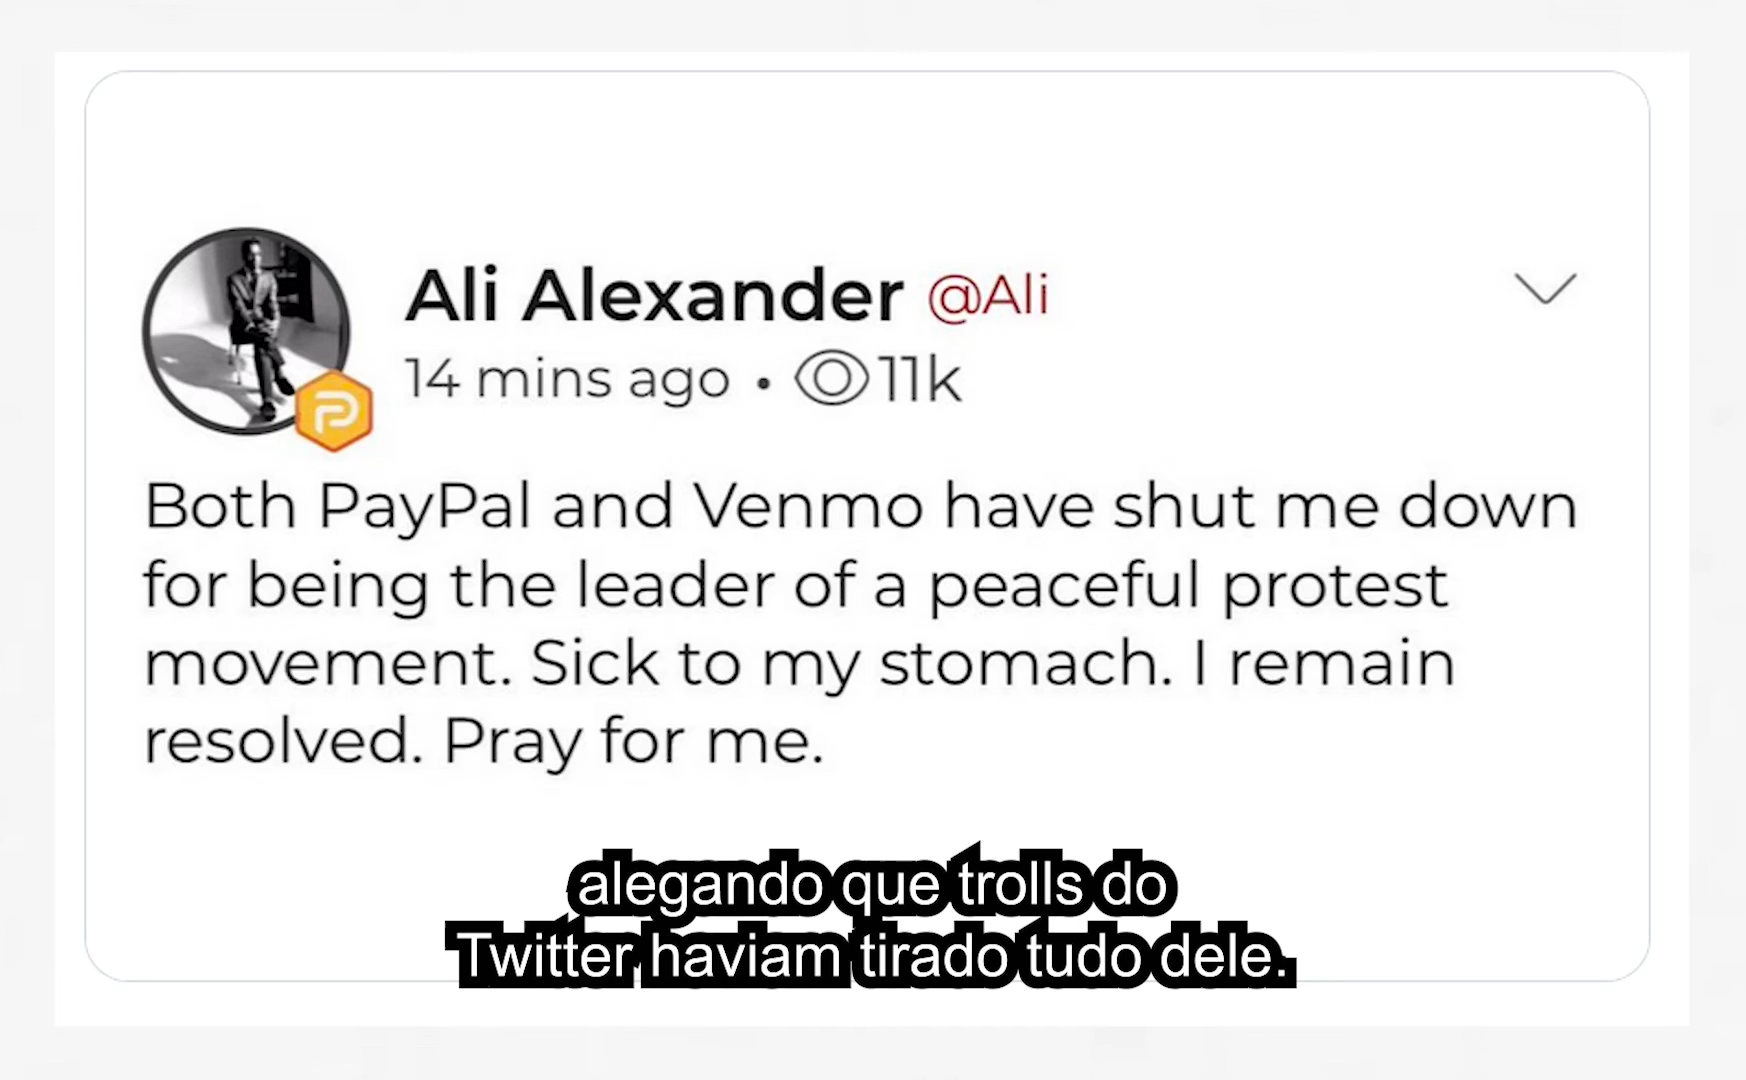 Ali Alexander @Ali
14 mins ago • 11k
Both PayPal and Venmo have shut me down
for being the leader of a peaceful protest
movement. Sick to my stomach. I remain
resolved. Pray for me.
alegando que trolls do
Twitter haviam tirado tudo dele.